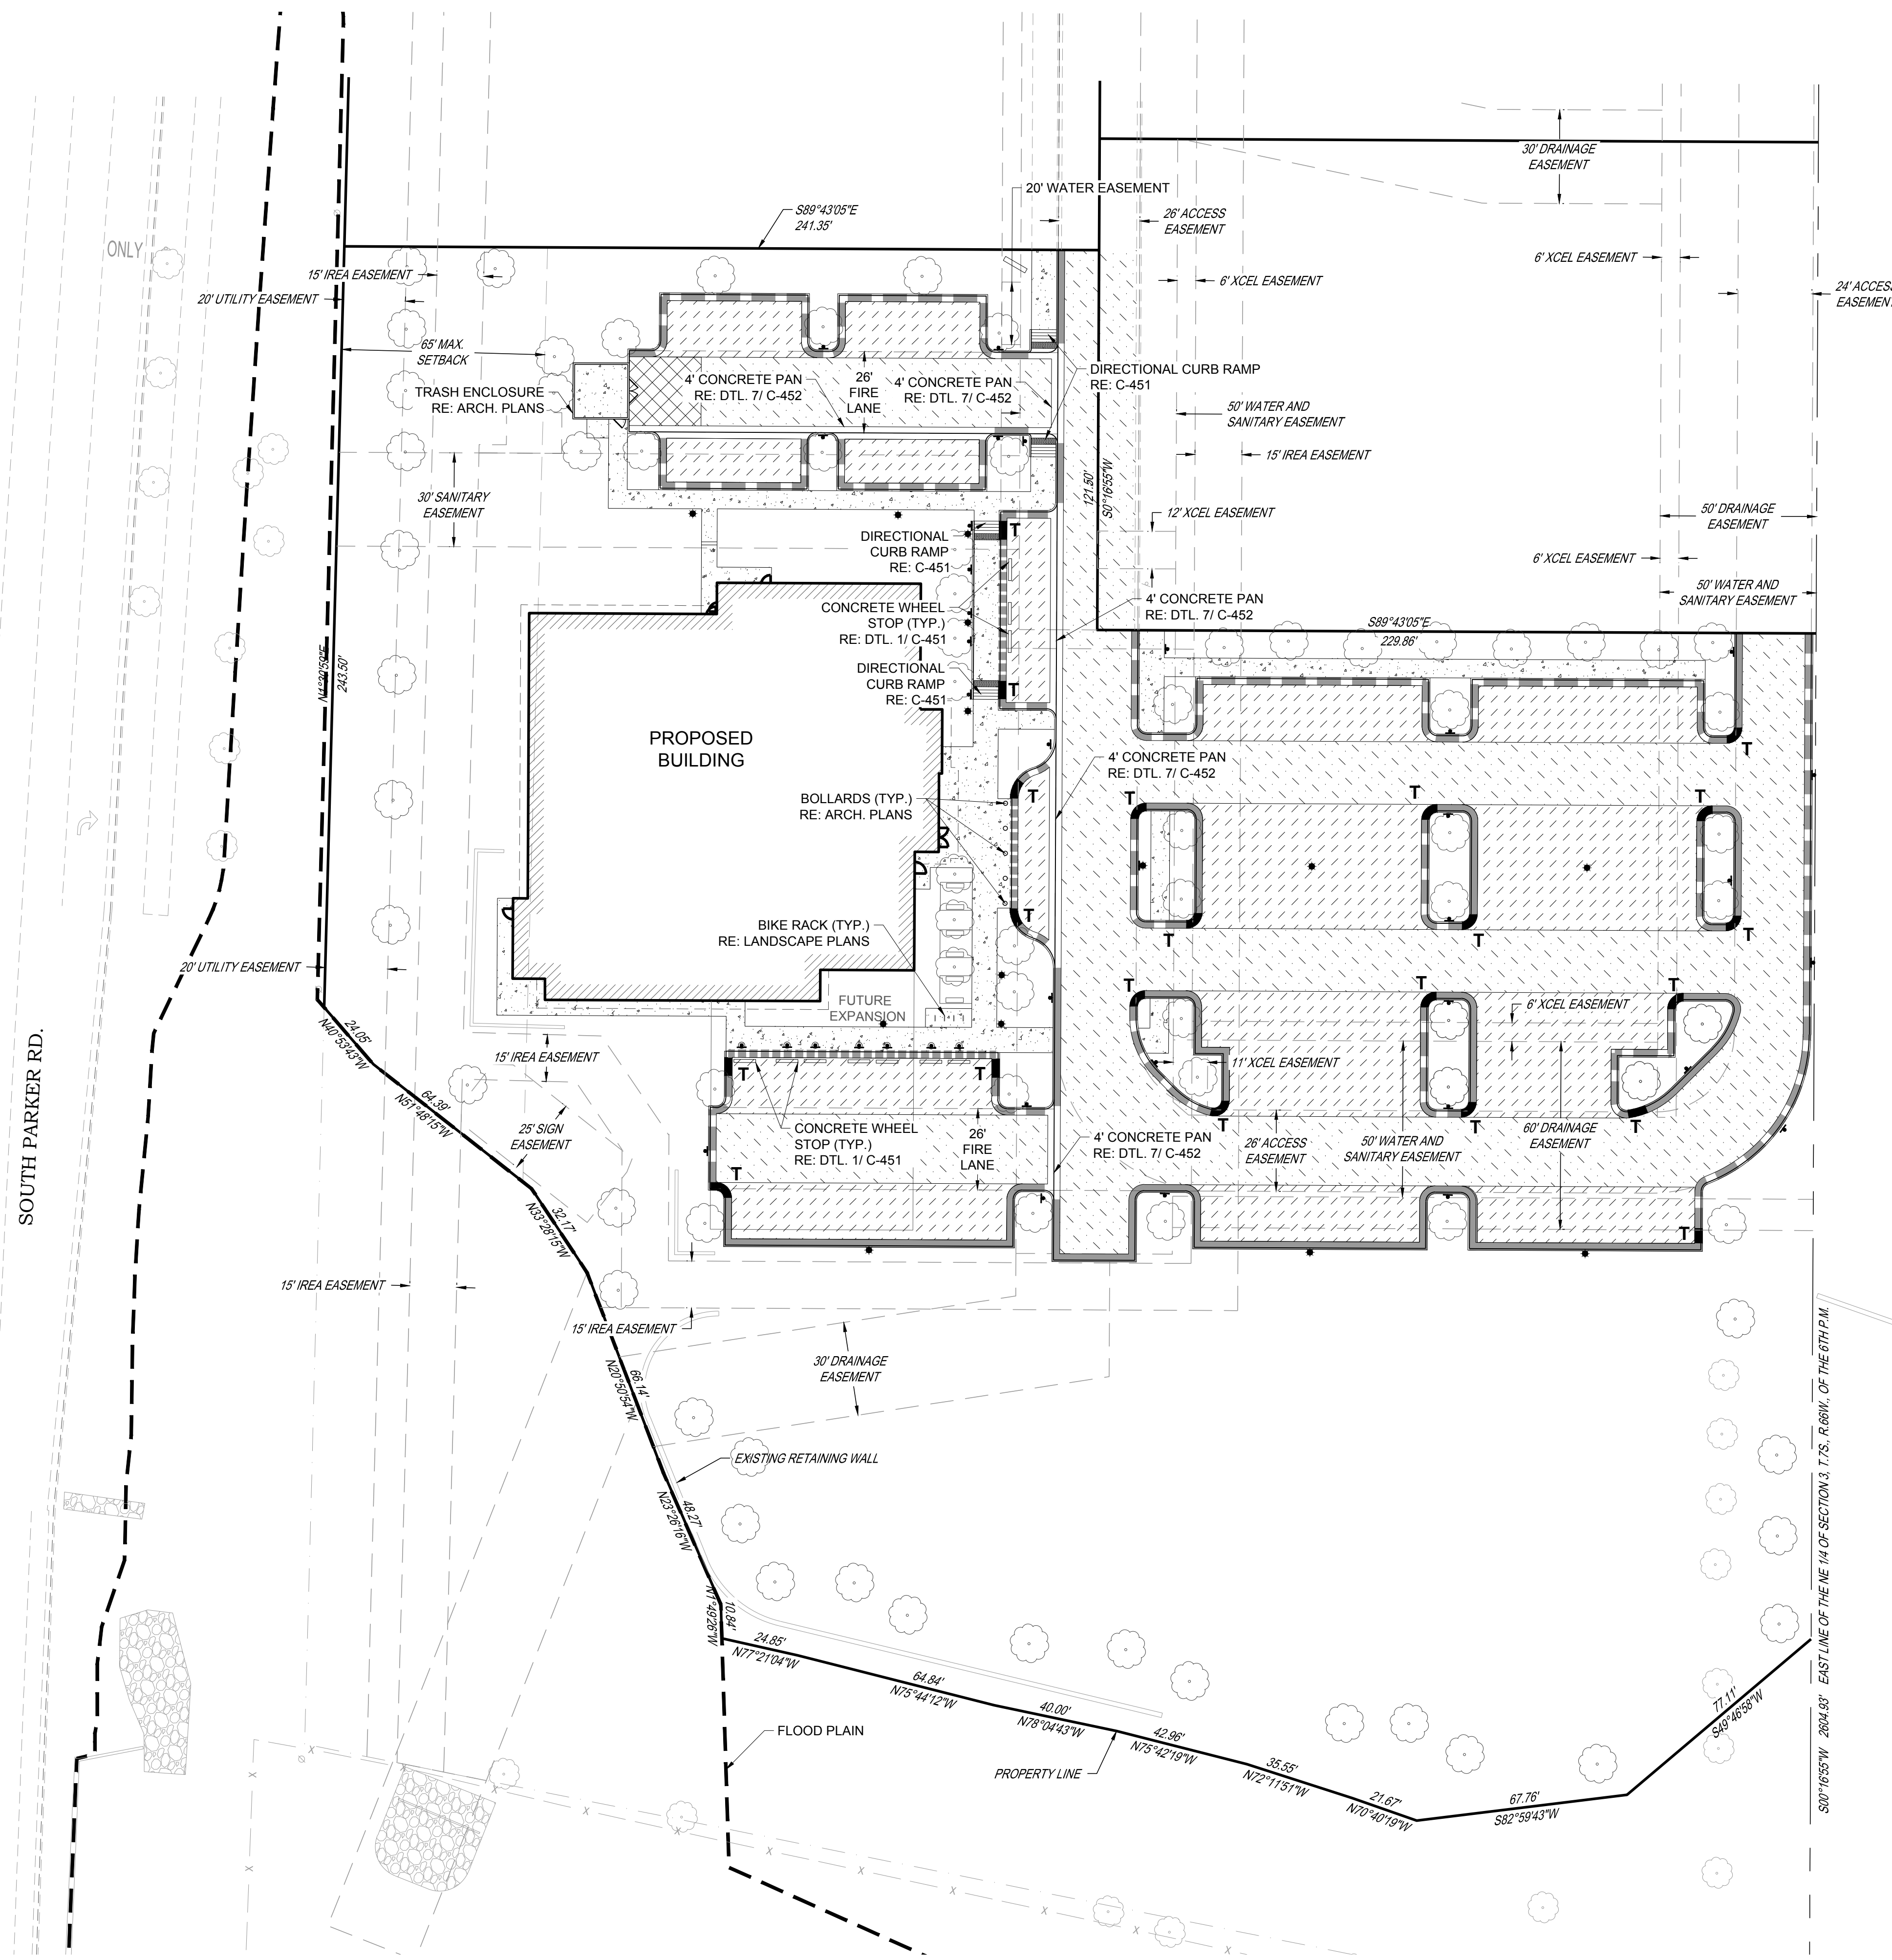 30' DRAINAGE
EASEMENT
20' WATER EASEMENT
S89°43'05"E
241.35'
26' ACCESS
EASEMENT
ONLY
15' IREA EASEMENT
6' XCEL EASEMENT
6' XCEL EASEMENT
20' UTILITY EASEMENT
24' ACCESS
EASEMENT
65' MAX.
SETBACK
DIRECTIONAL CURB RAMP
RE: C-451
4' CONCRETE PAN
RE: DTL. 7/ C-452
26'
FIRE
LANE
4' CONCRETE PAN
RE: DTL. 7/ C-452
TRASH ENCLOSURE
RE: ARCH. PLANS
50' WATER AND
SANITARY EASEMENT
15' IREA EASEMENT
30' SANITARY
EASEMENT
121.50'
S0°16'55"W
12' XCEL EASEMENT
50' DRAINAGE
EASEMENT
DIRECTIONAL
CURB RAMP
RE: C-451
T
6' XCEL EASEMENT
50' WATER AND
SANITARY EASEMENT
CONCRETE WHEEL
STOP (TYP.)
RE: DTL. 1/ C-451
4' CONCRETE PAN
RE: DTL. 7/ C-452
S89°43'05"E
229.86'
N1°30'59"E
243.50'
DIRECTIONAL
CURB RAMP
RE: C-451
T
PROPOSED
BUILDING
T
4' CONCRETE PAN
RE: DTL. 7/ C-452
BOLLARDS (TYP.)
RE: ARCH. PLANS
T
T
T
T
T
BIKE RACK (TYP.)
RE: LANDSCAPE PLANS
T
T
T
T
20' UTILITY EASEMENT
T
T
T
FUTURE
EXPANSION
6' XCEL EASEMENT
24.05'
N40°53'43"W
15' IREA EASEMENT
11' XCEL EASEMENT
T
T
64.39'
N51°48'15"W
25' SIGN
EASEMENT
CONCRETE WHEEL
STOP (TYP.)
RE: DTL. 1/ C-451
26'
FIRE
LANE
4' CONCRETE PAN
RE: DTL. 7/ C-452
26' ACCESS
EASEMENT
50' WATER AND
SANITARY EASEMENT
60' DRAINAGE
EASEMENT
T
T
T
T
SOUTH PARKER RD.
32.17'
N33°28'15"W
T
15' IREA EASEMENT
15' IREA EASEMENT
30' DRAINAGE
EASEMENT
66.14'
N20°50'54"W
EXISTING RETAINING WALL
48.27'
N23°26'16"W
10.84'
N1°49'26"W
S00°16'55"W 2604.93' EAST LINE OF THE NE 1/4 OF SECTION 3, T.7S., R.66W., OF THE 6TH P.M.
24.85'
N77°21'04"W
64.84'
N75°44'12"W
40.00'
N78°04'43"W
42.96'
N75°42'19"W
35.55'
N72°11'51"W
21.67'
N70°40'19"W
67.76'
S82°59'43"W
77.11'
S49°46'58"W
FLOOD PLAIN
PROPERTY LINE
X
X
X
X
X
X
X
X
X
X
X
X
X